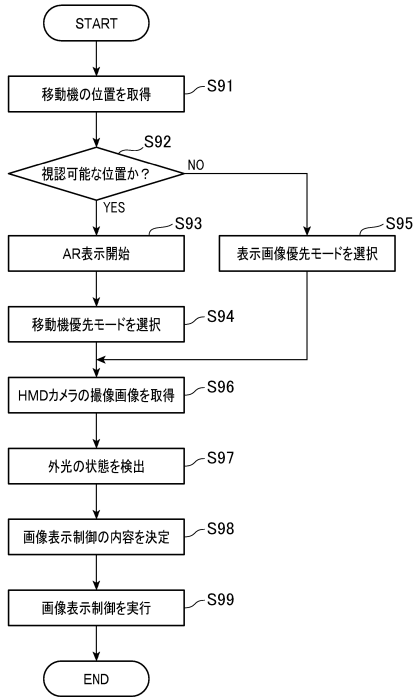 START
移動機の位置を取得
S91
S92
視認可能な位置か？
NO
YES
S93
AR表示開始
S95
表示画像優先モードを選択
移動機優先モードを選択
S94
HMDカメラの撮像画像を取得
S96
外光の状態を検出
S97
画像表示制御の内容を決定
S98
画像表示制御を実行
S99
END